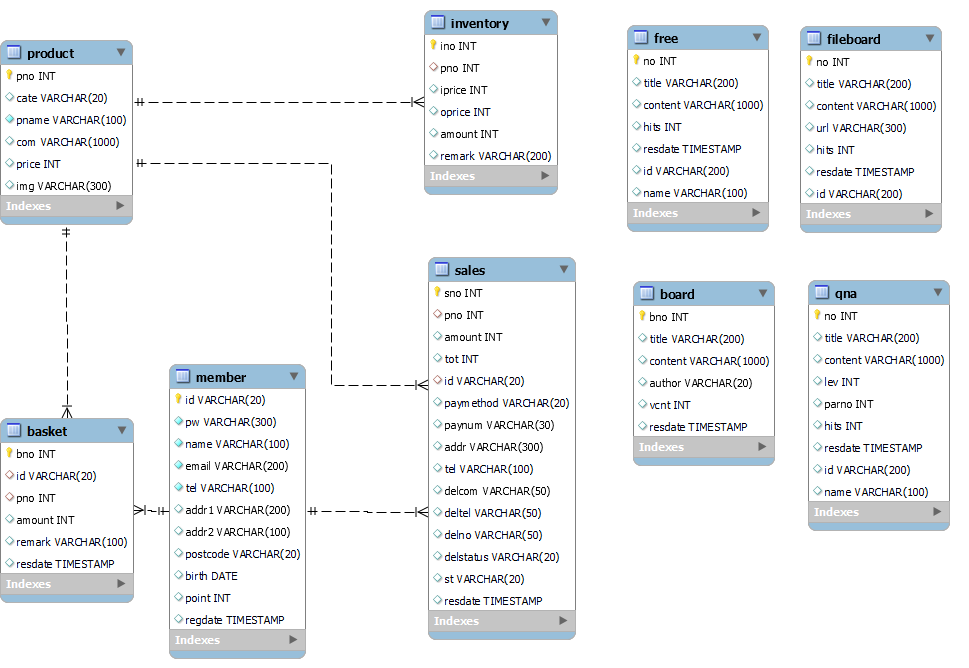 product
pno INT
cate VARCHAR(20)
pname VARCHAR(100)
com VARCHAR(1000)
price INT
img VARCHAR(300)
Indexes
inventory
ino INT
pno INT
iprice INT
oprice INT
amount INT
remark VARCHAR(200)
Indexes
free
no INT
title VARCHAR(200)
content VARCHAR(1000)
hits INT
resdate TIMESTAMP
id VARCHAR(200)
name VARCHAR(100)
Indexes
fileboard
no INT
title VARCHAR(200)
content VARCHAR(1000)
url VARCHAR(300)
hits INT
resdate TIMESTAMP
id VARCHAR(200)
Indexes
basket
bno INT
id VARCHAR(20)
pno INT
amount INT
remark VARCHAR(100)
resdate TIMESTAMP
Indexes
member
id VARCHAR(20)
pw VARCHAR(300)
name VARCHAR(100)
email VARCHAR(200)
tel VARCHAR(100)
addr1 VARCHAR(200)
addr2 VARCHAR(100)
postcode VARCHAR(20)
birth DATE
point INT
regdate TIMESTAMP
Indexes
sales
sno INT
pno INT
amount INT
tot INT
id VARCHAR(20)
paymethod VARCHAR(20)
paynum VARCHAR(30)
addr VARCHAR(300)
tel VARCHAR(100)
delcom VARCHAR(50)
deltel VARCHAR(50)
delno VARCHAR(50)
delstatus VARCHAR(20)
st VARCHAR(20)
resdate TIMESTAMP
Indexes
board
bno INT
title VARCHAR(200)
content VARCHAR(1000)
author VARCHAR(20)
vcnt INT
resdate TIMESTAMP
Indexes
qna
no INT
title VARCHAR(200)
content VARCHAR(1000)
lev INT
parno INT
hits INT
resdate TIMESTAMP
id VARCHAR(200)
name VARCHAR(100)
Indexes